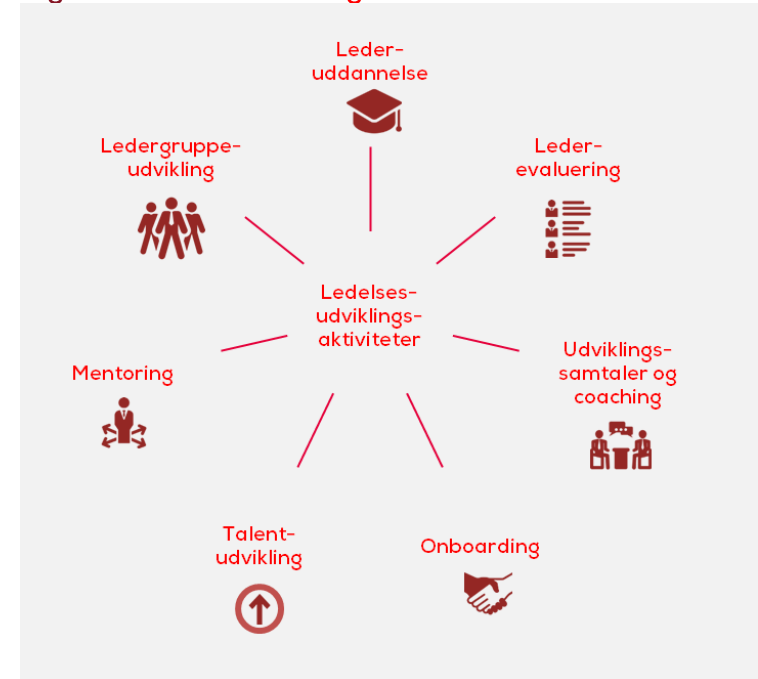 Leder-
uddannelse
Ledergruppe-
udvikling
Leder-
evaluering
Ledelses-
udviklings-
aktiviteter
Mentoring
Udviklings-
samtaler og
coaching
Talent-
udvikling
Onboarding